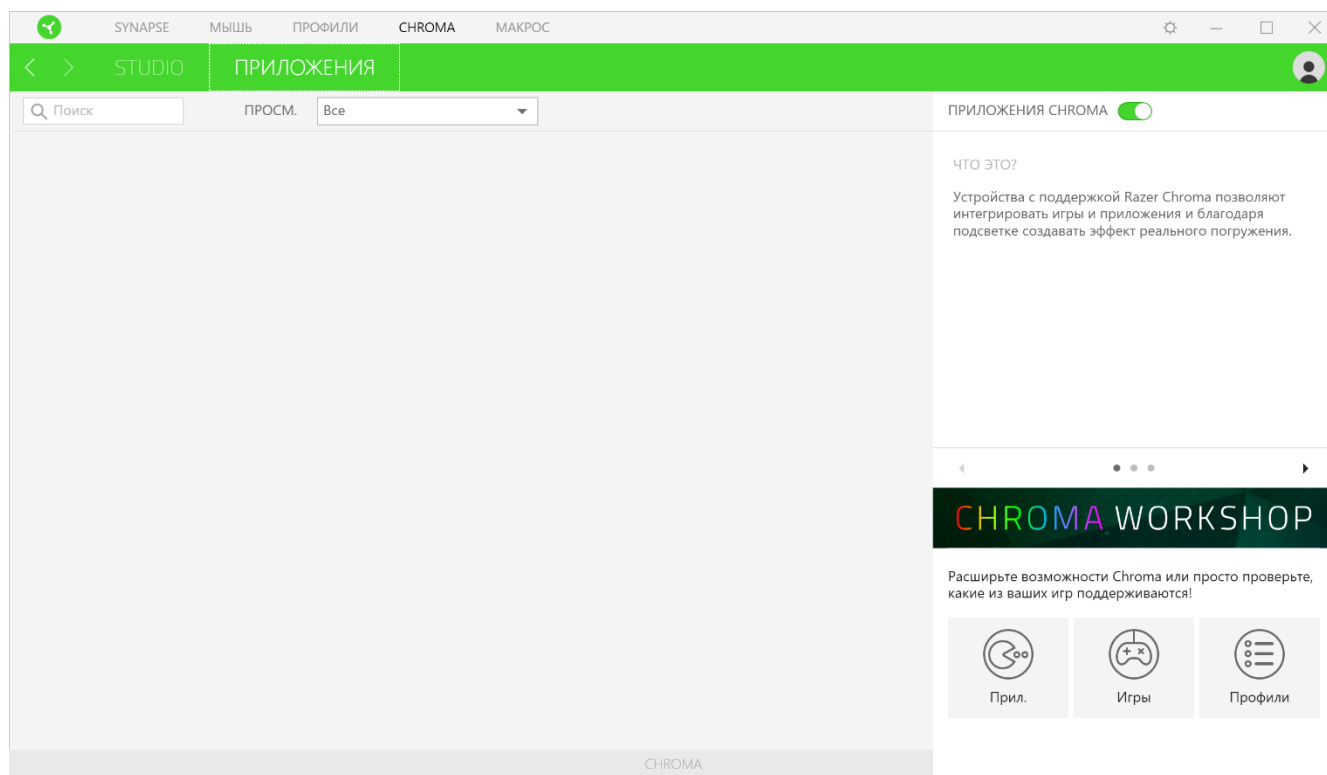 SYNAPSE МЫШЬ ПРОФИЛИ CHROMA МАКРОС
STUDIO ПРИЛОЖЕНИЯ
Поиск ПРОСМ. Все ПРИЛОЖЕНИЯ CHROMA
ЧТО ЭТО?
Устройства с поддержкой Razer Chroma позволяют
интегрировать игры и приложения и благодаря
подсветке создавать эффект реального погружения.
CHROMA WORKSHOP
Расширьте возможности Chroma или просто проверьте,
какие из ваших игр поддерживаются!
Прил. Игры Профили
CHROMA